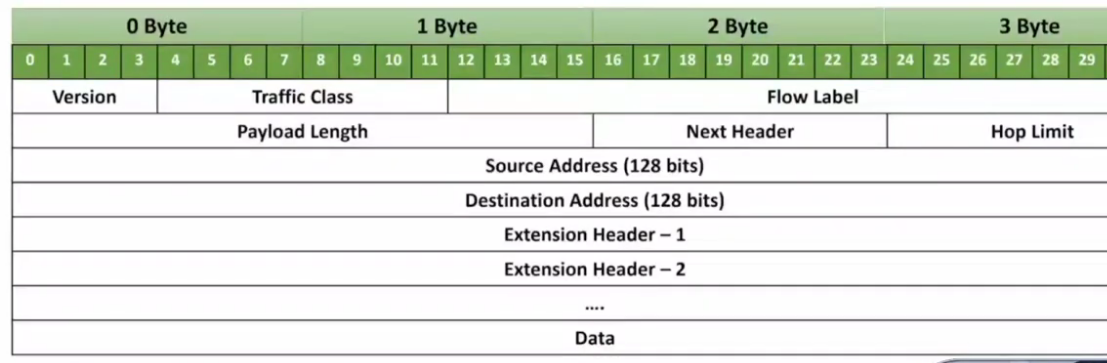 0 Byte 1 Byte 2 Byte 3 Byte
0 1 2 3 4 5 6 7 8 9 10 11 12 13 14 15 16 17 18 19 20 21 22 23 24 25 26 27 28 29
Version Traffic Class Flow Label
Payload Length Next Header Hop Limit
Source Address (128 bits)
Destination Address (128 bits)
Extension Header – 1
Extension Header – 2
....
Data